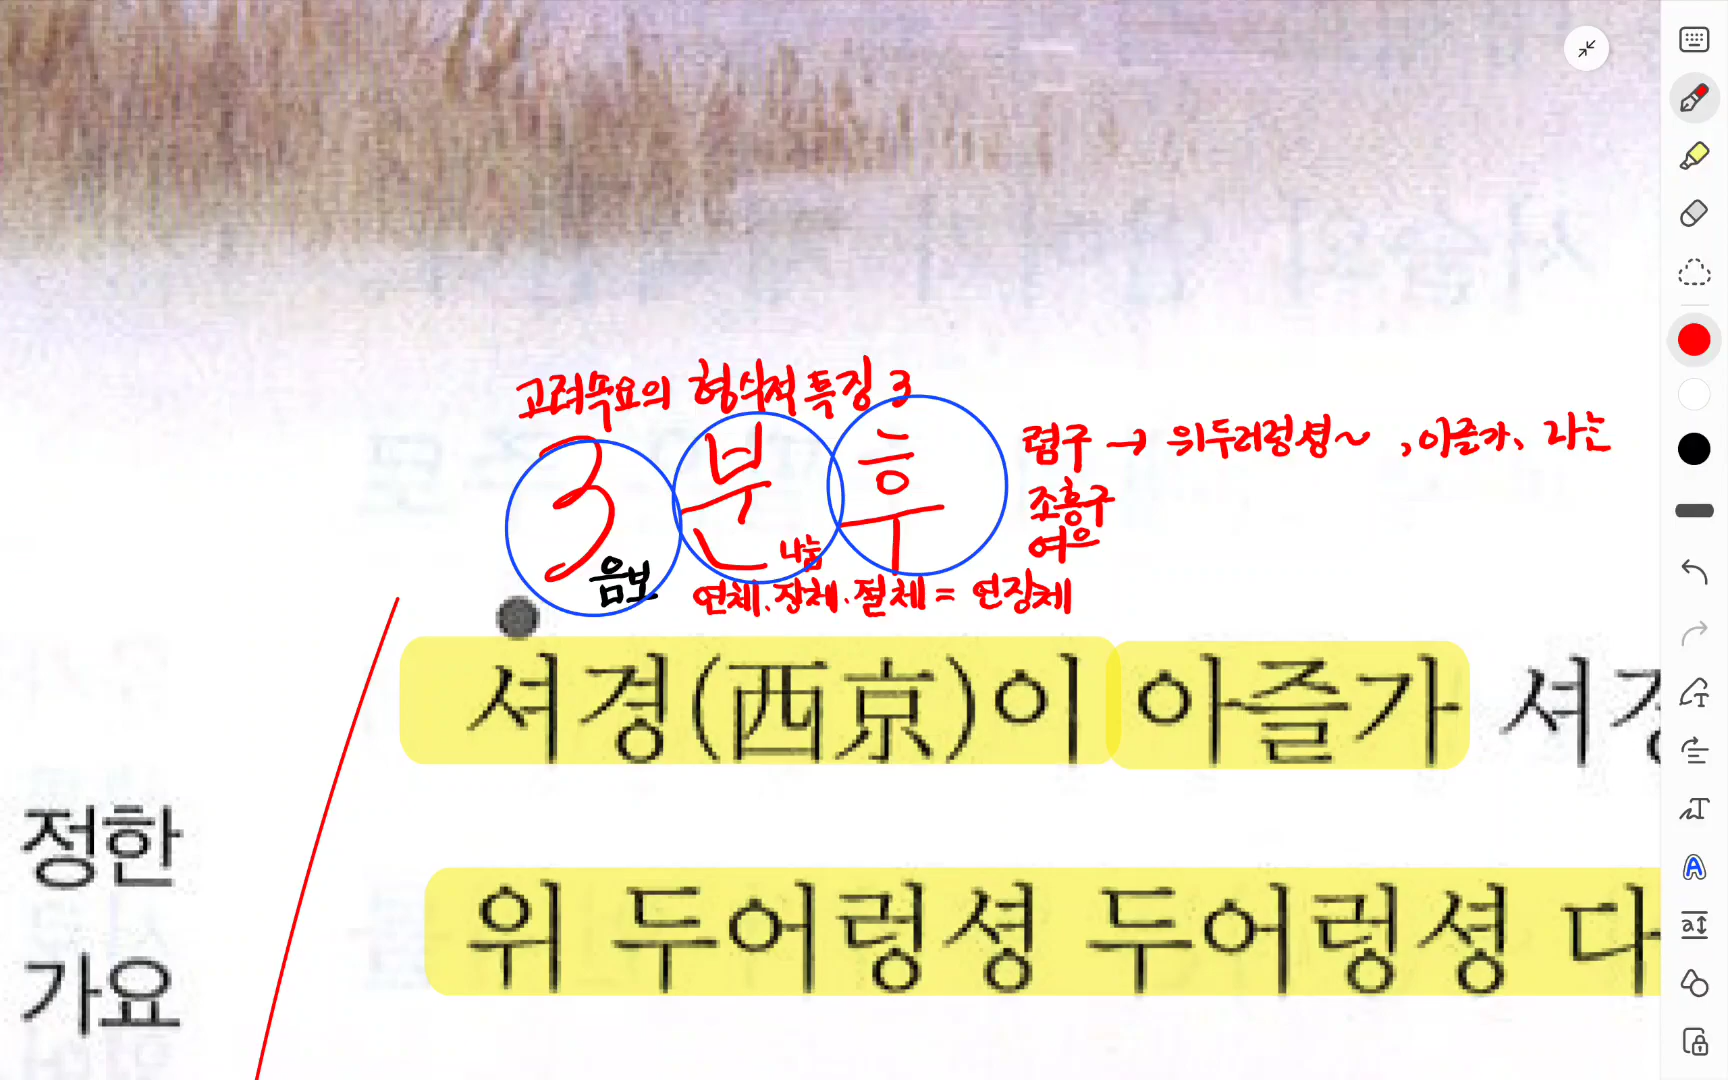 고려속요의 형식적 특징 3
3 분 흐
렴구 → 위두러렁셩~ , 아즐가, 나는
조흥구
여음
나눔
음보
연체.장체.절체 = 연장체
셔경(西京)이 아즐가 셔경
위 두어렁셩 두어렁셩 다
정한
가요